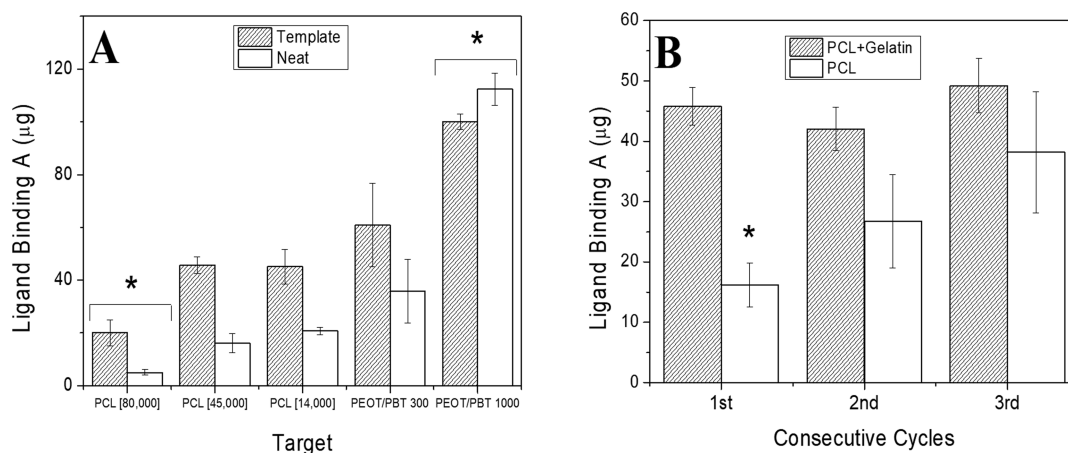 A
Template
Neat
*
*
120
80
40
0
Ligand Binding A (μg)
PCL [80,000] PCL [45,000] PCL [14,000] PEOT/PBT 300 PEOT/PBT 1000
Target
B
PCL+Gelatin
PCL
*
60
50
40
30
20
10
0
Ligand Binding A (μg)
1st 2nd 3rd
Consecutive Cycles